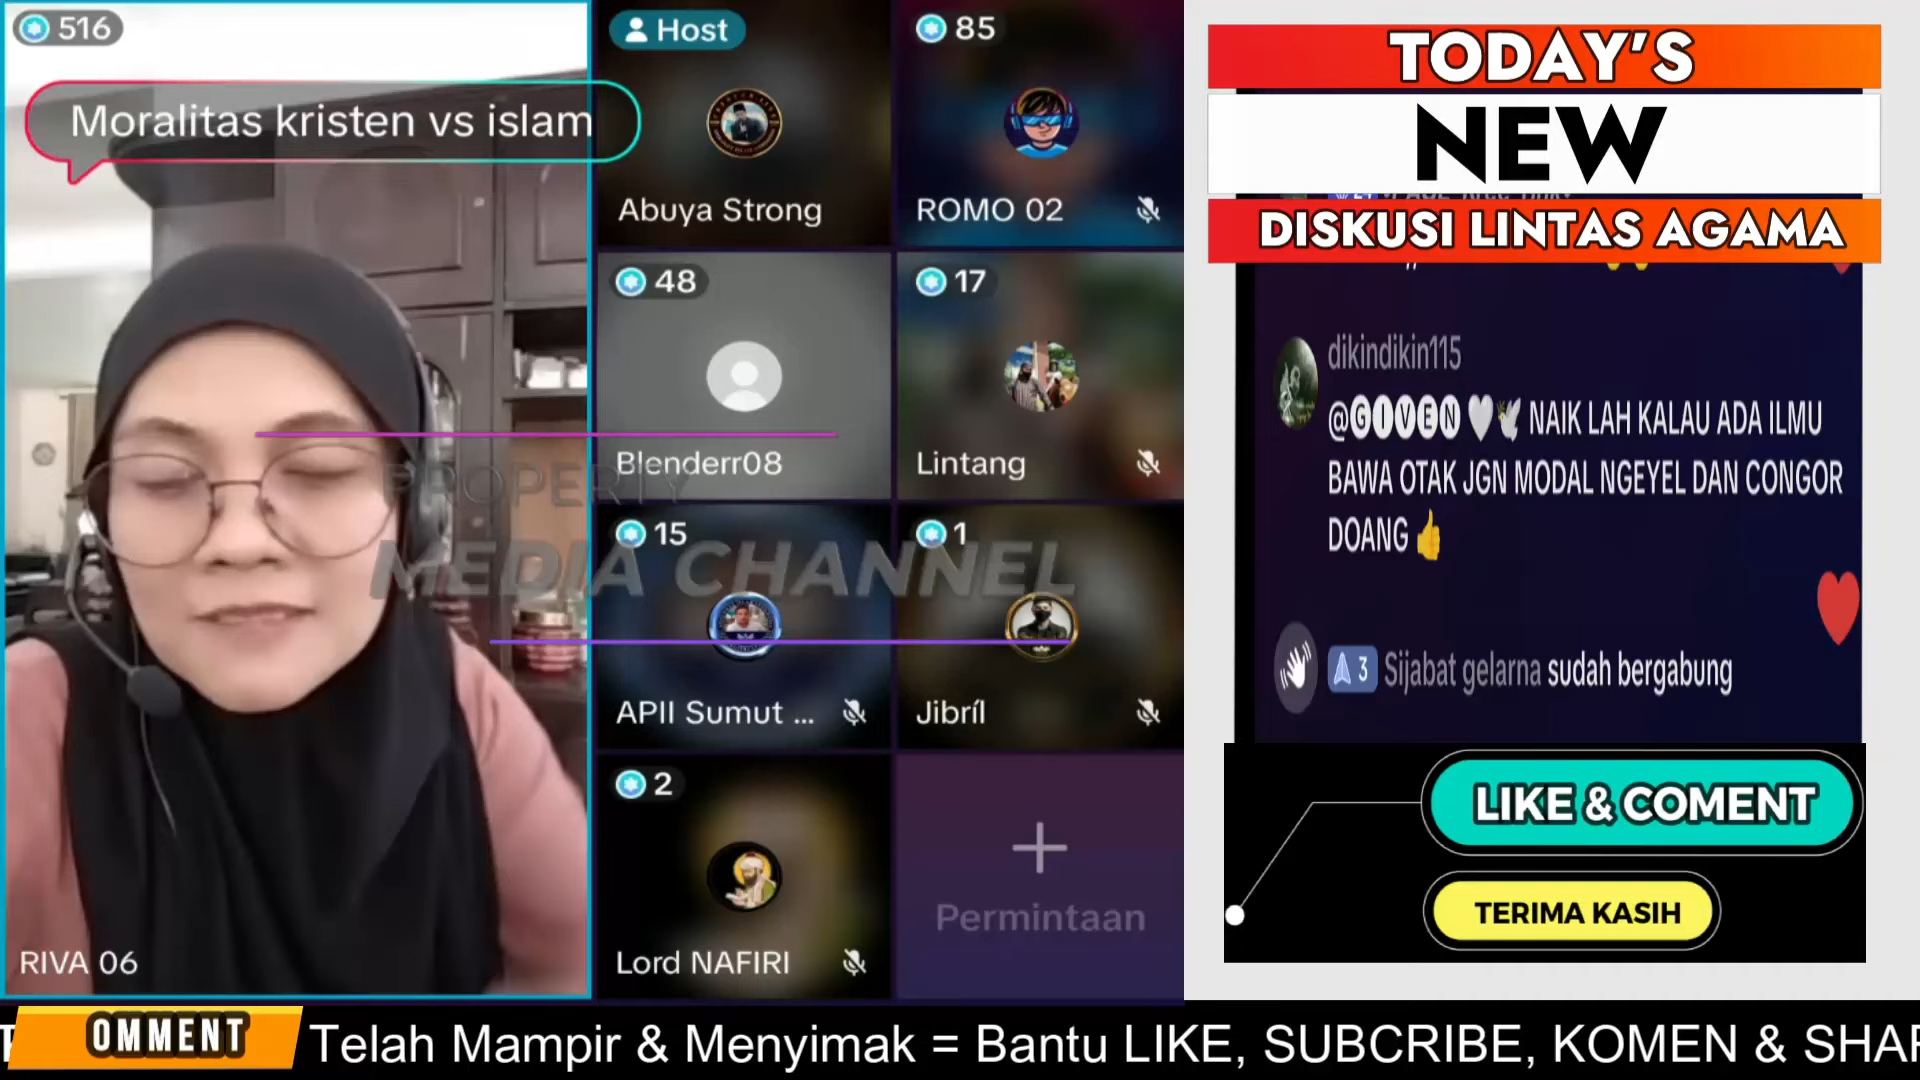 516
Moralitas kristen vs islam
RIVA 06
Host
Abuya Strong
85
ROMO 02
48
Blenderr08
17
Lintang
PROPERTY
MEDIA CHANNEL
15
APII Sumut ...
1
Jibríl
2
Lord NAFIRI
Permintaan
TODAY'S
NEW
DISKUSI LINTAS AGAMA
dikindikin115
@🅖🅘🅥🅔🅝 🤍🕊 NAIK LAH KALAU ADA ILMU
BAWA OTAK JGN MODAL NGEYEL DAN CONGOR
DOANG 👍
3 Sijabat gelarna sudah bergabung
LIKE & COMENT
TERIMA KASIH
OMMENT
Telah Mampir & Menyimak = Bantu LIKE, SUBCRIBE, KOMEN & SHAR